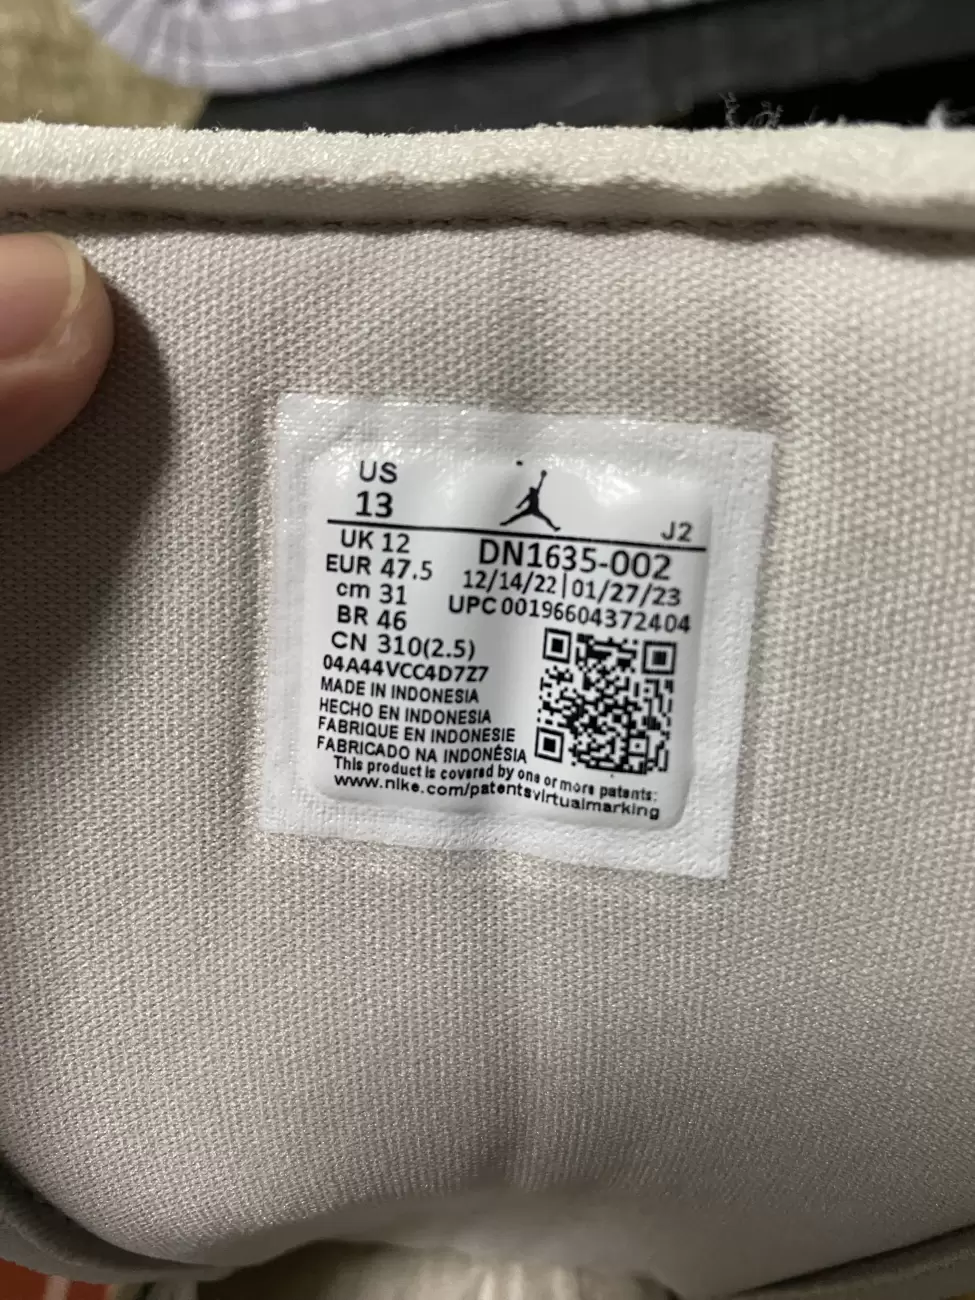 US
13
J2
UK 12
EUR 47.5
cm 31
BR 46
CN 310(2.5)
04A44VCC4D7Z7
DN1635-002
12/14/22|01/27/23
UPC 00196604372404
MADE IN INDONESIA
HECHO EN INDONESIA
FABRIQUE EN INDONESIE
FABRICADO NA INDONÉSIA
This product is covered by one or more patents:
www.nike.com/patentsvirtualmarking